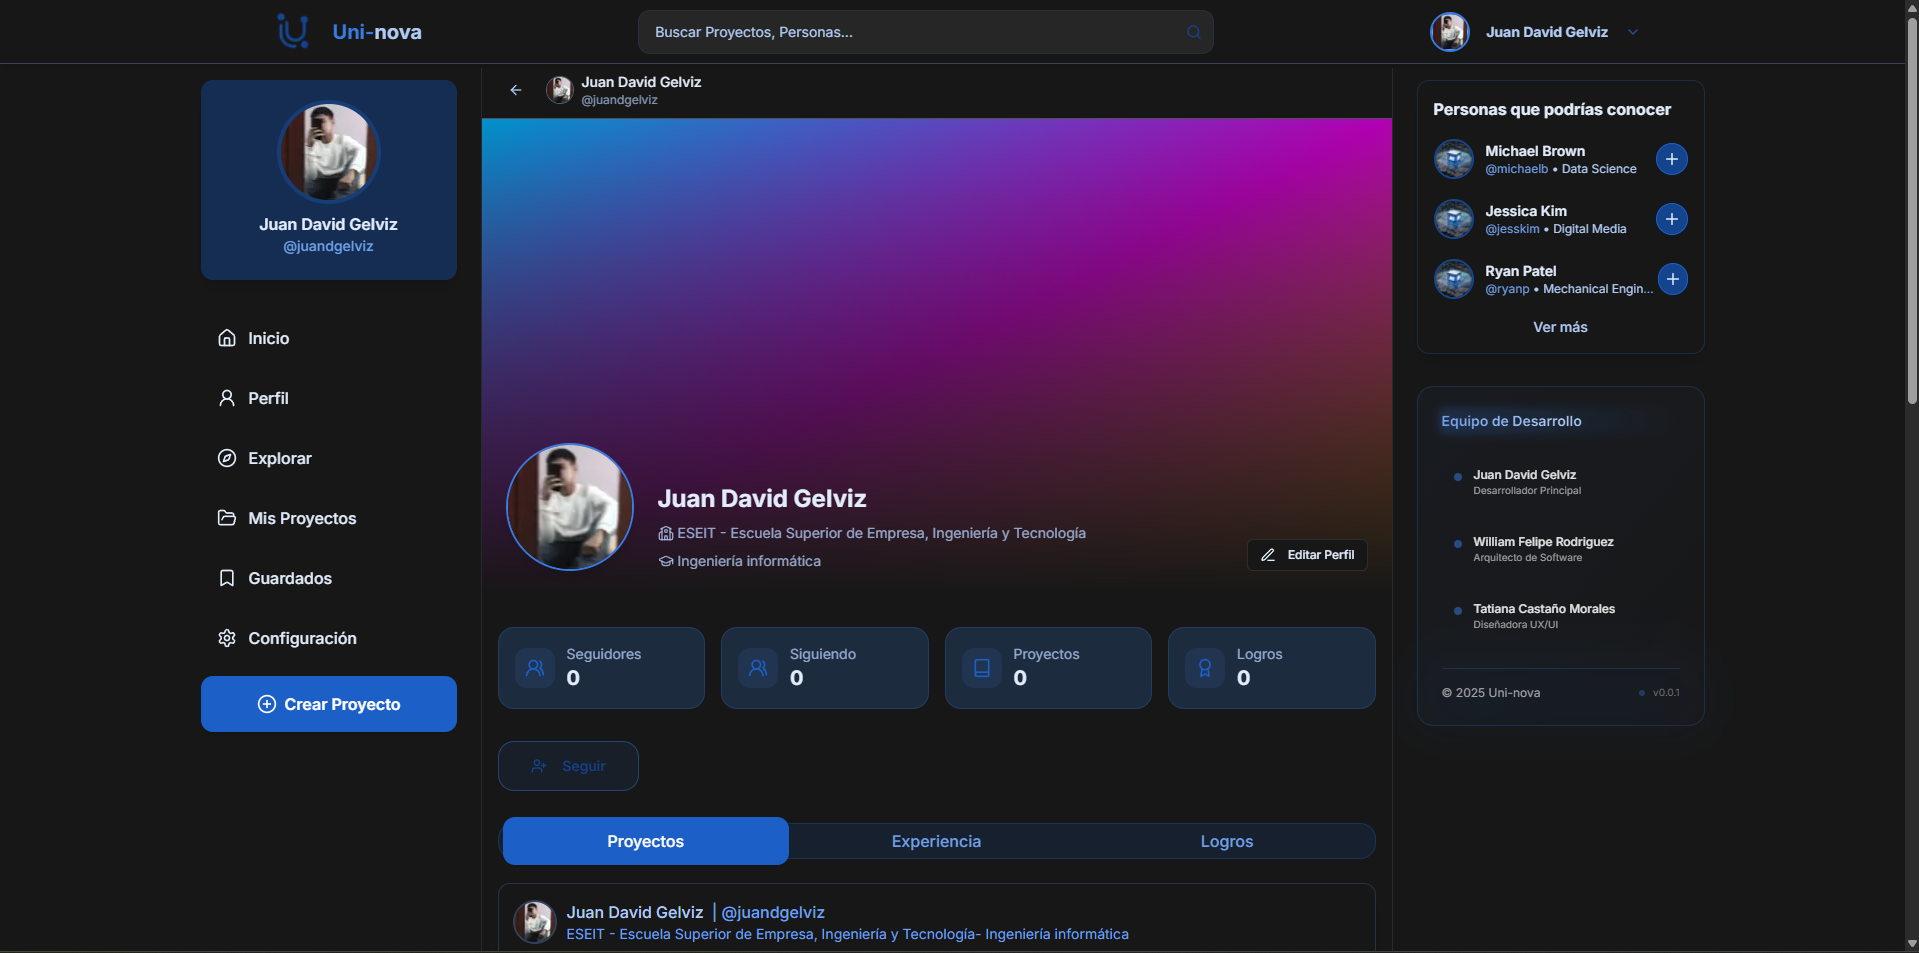 Uni-nova
Buscar Proyectos, Personas...
Juan David Gelviz
Juan David Gelviz
@juandgelviz
Inicio
Perfil
Explorar
Mis Proyectos
Guardados
Configuración
Crear Proyecto
Juan David Gelviz
@juandgelviz
Juan David Gelviz
ESEIT - Escuela Superior de Empresa, Ingeniería y Tecnología
Ingeniería informática
Editar Perfil
Seguidores
0
Siguiendo
0
Proyectos
0
Logros
0
Seguir
Proyectos
Experiencia
Logros
Juan David Gelviz | @juandgelviz
ESEIT - Escuela Superior de Empresa, Ingeniería y Tecnología- Ingeniería informática
Personas que podrías conocer
Michael Brown
@michaelb • Data Science
Jessica Kim
@jesskim • Digital Media
Ryan Patel
@ryanp • Mechanical Engin...
Ver más
Equipo de Desarrollo
Juan David Gelviz
Desarrollador Principal
William Felipe Rodriguez
Arquitecto de Software
Tatiana Castaño Morales
Diseñadora UX/UI
© 2025 Uni-nova
v0.0.1